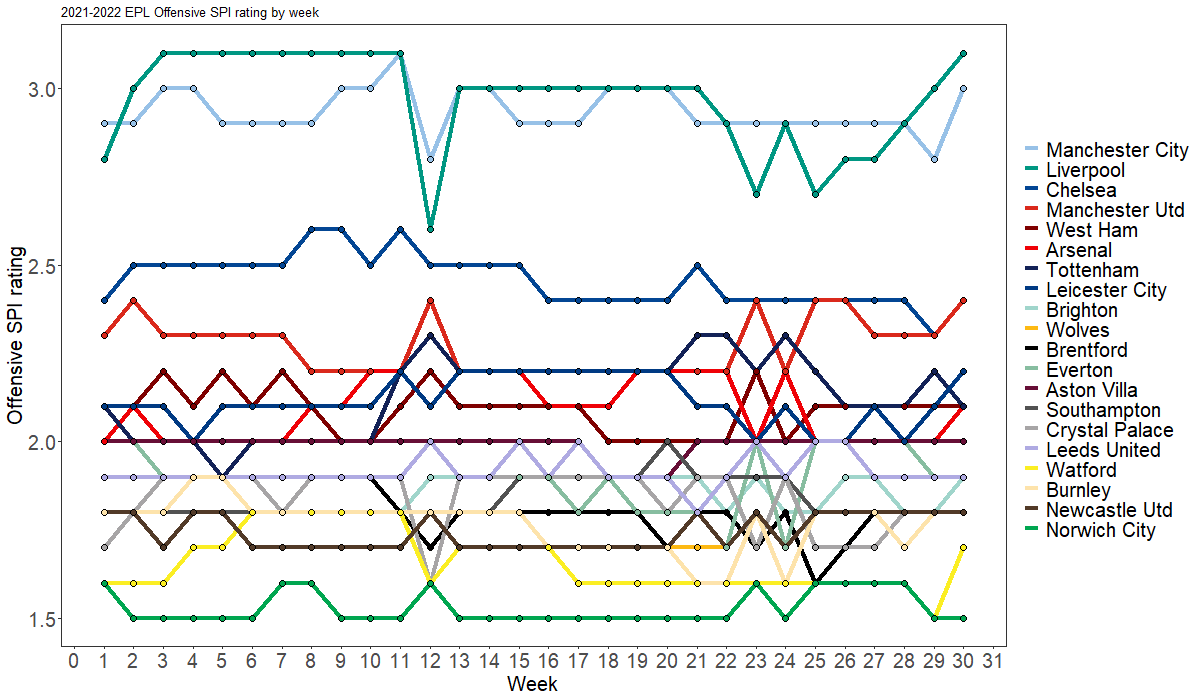 2021-2022 EPL Offensive SPI rating by week
Offensive SPI rating
3.0
2.5
2.0
1.5
0 1 2 3 4 5 6 7 8 9 10 11 12 13 14 15 16 17 18 19 20 21 22 23 24 25 26 27 28 29 30 31
Week
Manchester City
Liverpool
Chelsea
Manchester Utd
West Ham
Arsenal
Tottenham
Leicester City
Brighton
Wolves
Brentford
Everton
Aston Villa
Southampton
Crystal Palace
Leeds United
Watford
Burnley
Newcastle Utd
Norwich City